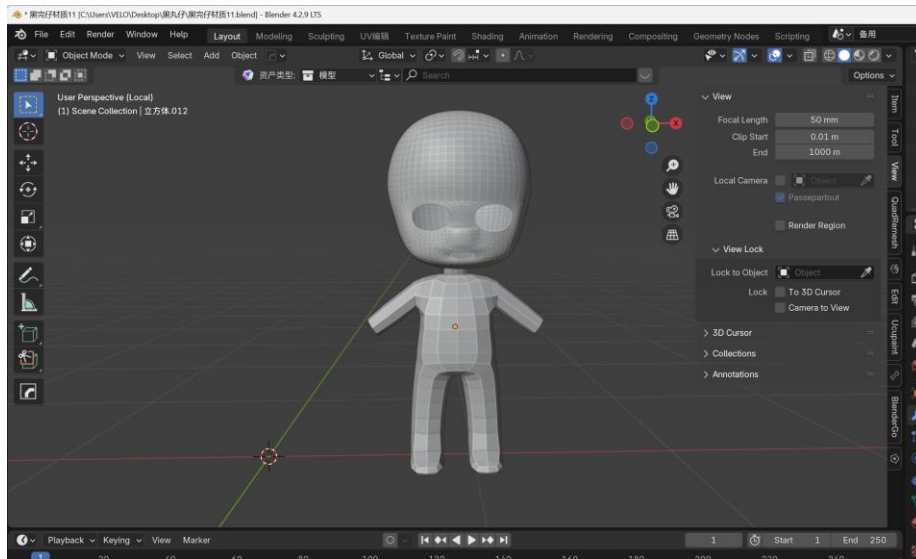 * 黑完仔材质11 [C:\Users\VELO\Desktop\黑丸仔\黑完仔材质11.blend] - Blender 4.2.9 LTS
File Edit Render Window Help Layout Modeling Sculpting UV编辑 Texture Paint Shading Animation Rendering Compositing Geometry Nodes Scripting 备用
Object Mode View Select Add Object Global
资产类型: 模型 Search Options
User Perspective (Local)
(1) Scene Collection | 立方体.012
Z
X
View
Focal Length 50 mm
Clip Start 0.01 m
End 1000 m
Local Camera Object
Passepartout
Render Region
View Lock
Lock to Object Object
Lock To 3D Cursor
Camera to View
3D Cursor
Collections
Annotations
Item
Tool
View
QuadRemesh
Edit
Ucupaint
BlenderGo
Playback Keying View Marker 1 Start 1 End 250
1